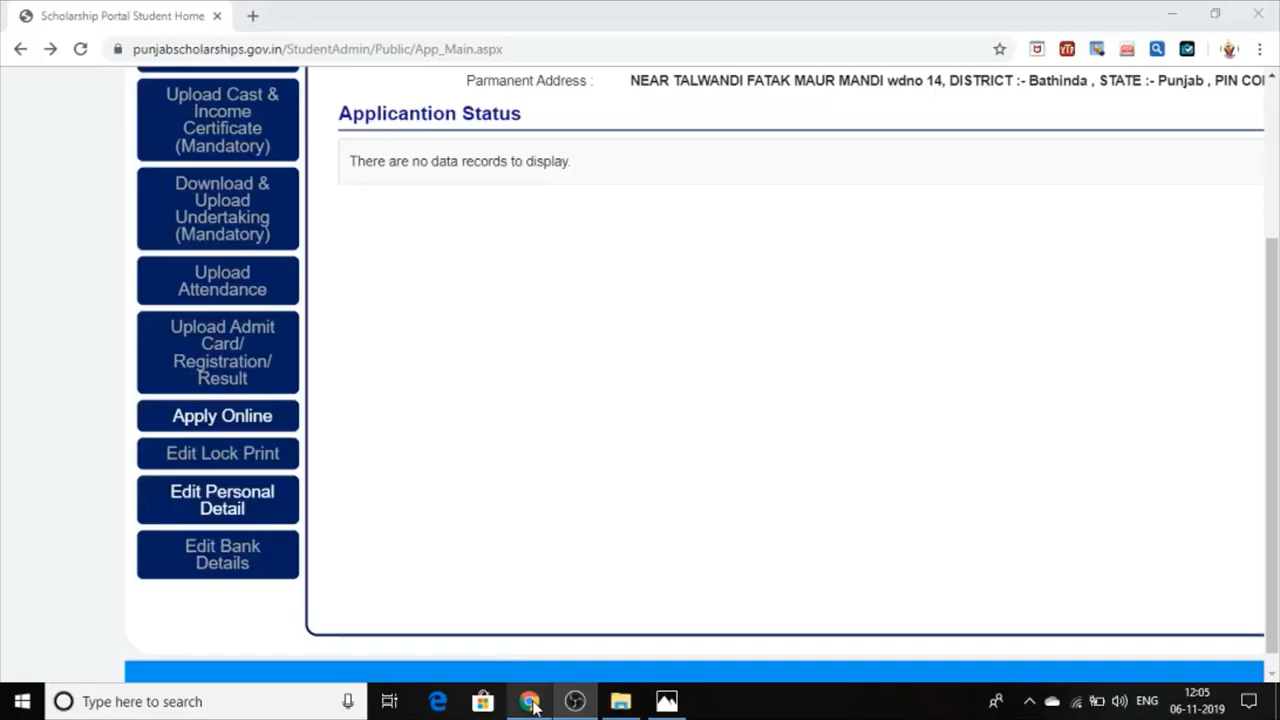 Scholarship Portal Student Home
punjabscholarships.gov.in/StudentAdmin/Public/App_Main.aspx
Parmanent Address : NEAR TALWANDI FATAK MAUR MANDI wdno 14, DISTRICT :- Bathinda , STATE :- Punjab , PIN COI
Upload Cast &
Income
Certificate
(Mandatory)
Applicantion Status
There are no data records to display.
Download &
Upload
Undertaking
(Mandatory)
Upload
Attendance
Upload Admit
Card/
Registration/
Result
Apply Online
Edit Lock Print
Edit Personal
Detail
Edit Bank
Details
Type here to search
ENG
12:05
06-11-2019